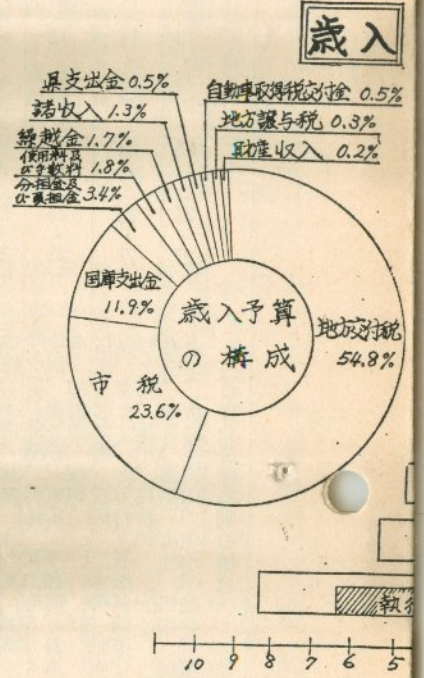 歳入
県支出金 0.5%
諸収入 1.3%
繰越金 1.7%
使用料及
び手数料 1.8%
分担金及
び負担金 3.4%
自動車取得税交付金 0.5%
地方譲与税 0.3%
財産収入 0.2%
国庫支出金
11.9%
市 税
23.6%
地方交付税
54.8%
歳入予算
の構成
執行
10 9 8 7 6 5